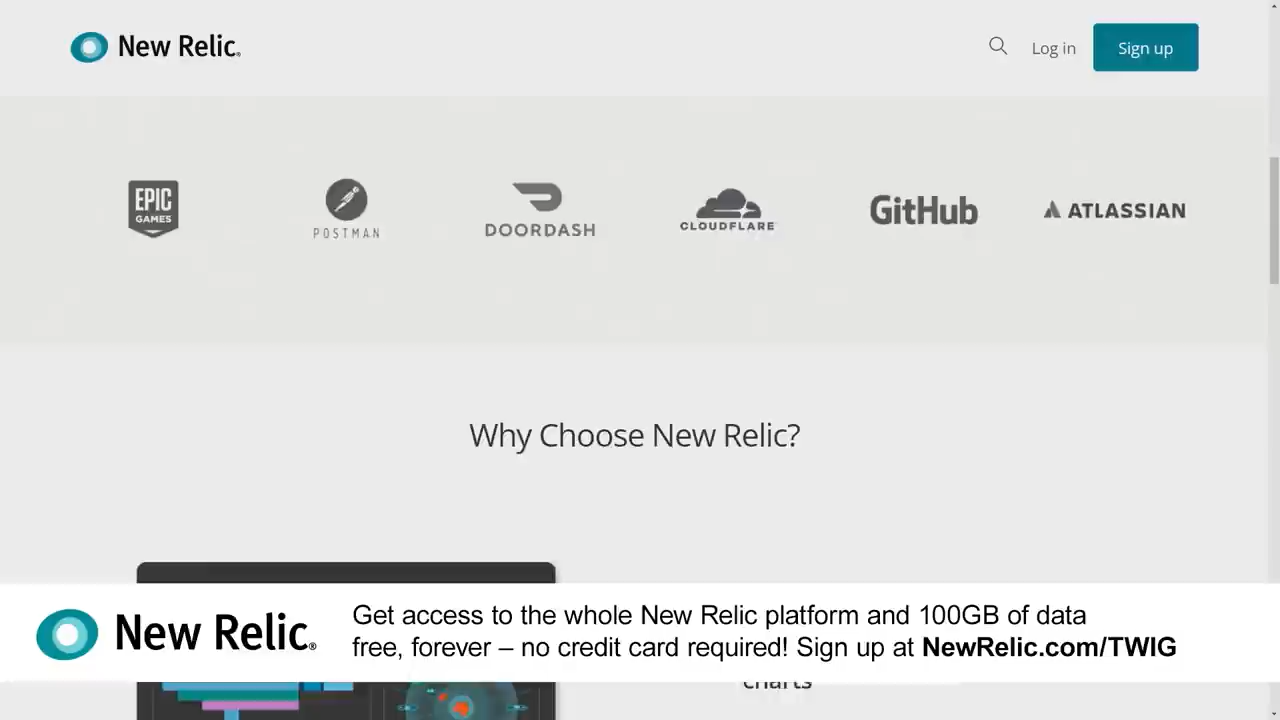 New Relic®
Log in
Sign up
EPIC
GAMES
POSTMAN
DOORDASH
CLOUDFLARE
GitHub
ATLASSIAN
Why Choose New Relic?
New Relic®
Get access to the whole New Relic platform and 100GB of data
free, forever – no credit card required! Sign up at NewRelic.com/TWIG
charts